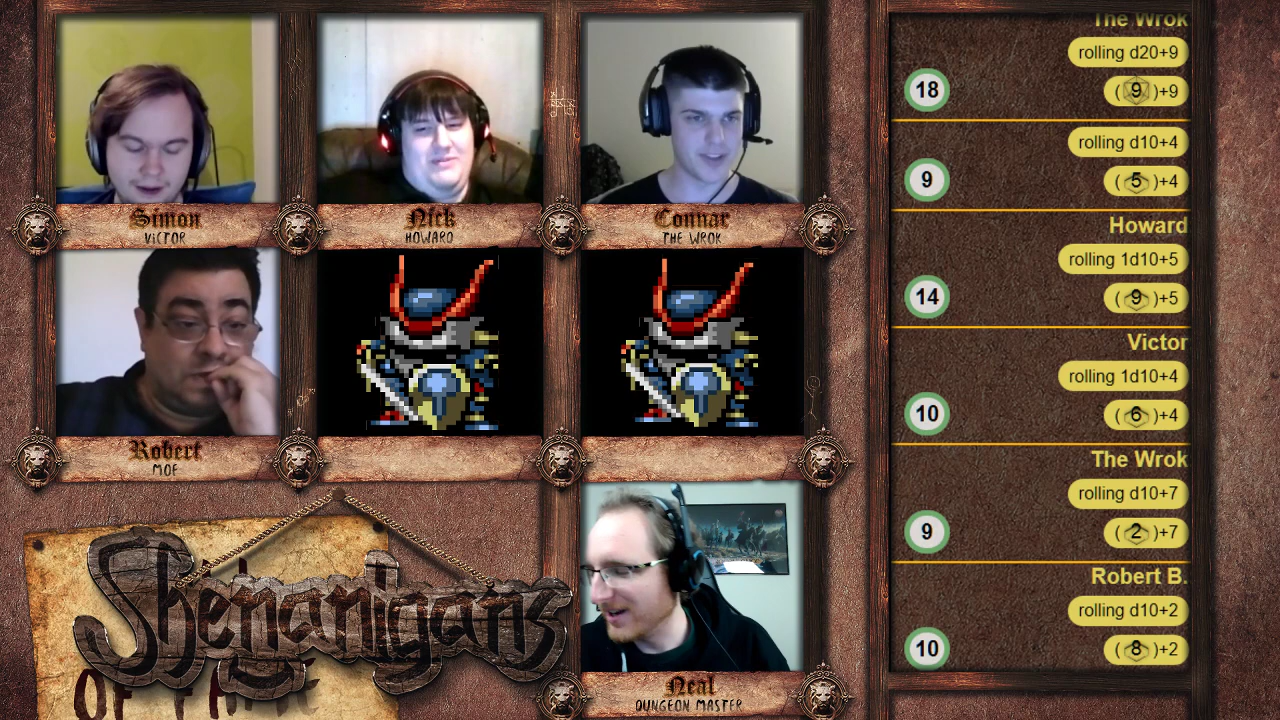 Simon
VICTOR
Nick
HOWARD
Connar
THE WROK
Robert
MOE
Shenanigans
OF
Neal
DUNGEON MASTER
The Wrok
rolling d20+9
18
(9)+9
rolling d10+4
9
(5)+4
Howard
rolling 1d10+5
14
(9)+5
Victor
rolling 1d10+4
10
(6)+4
The Wrok
rolling d10+7
9
(2)+7
Robert B.
rolling d10+2
10
(8)+2